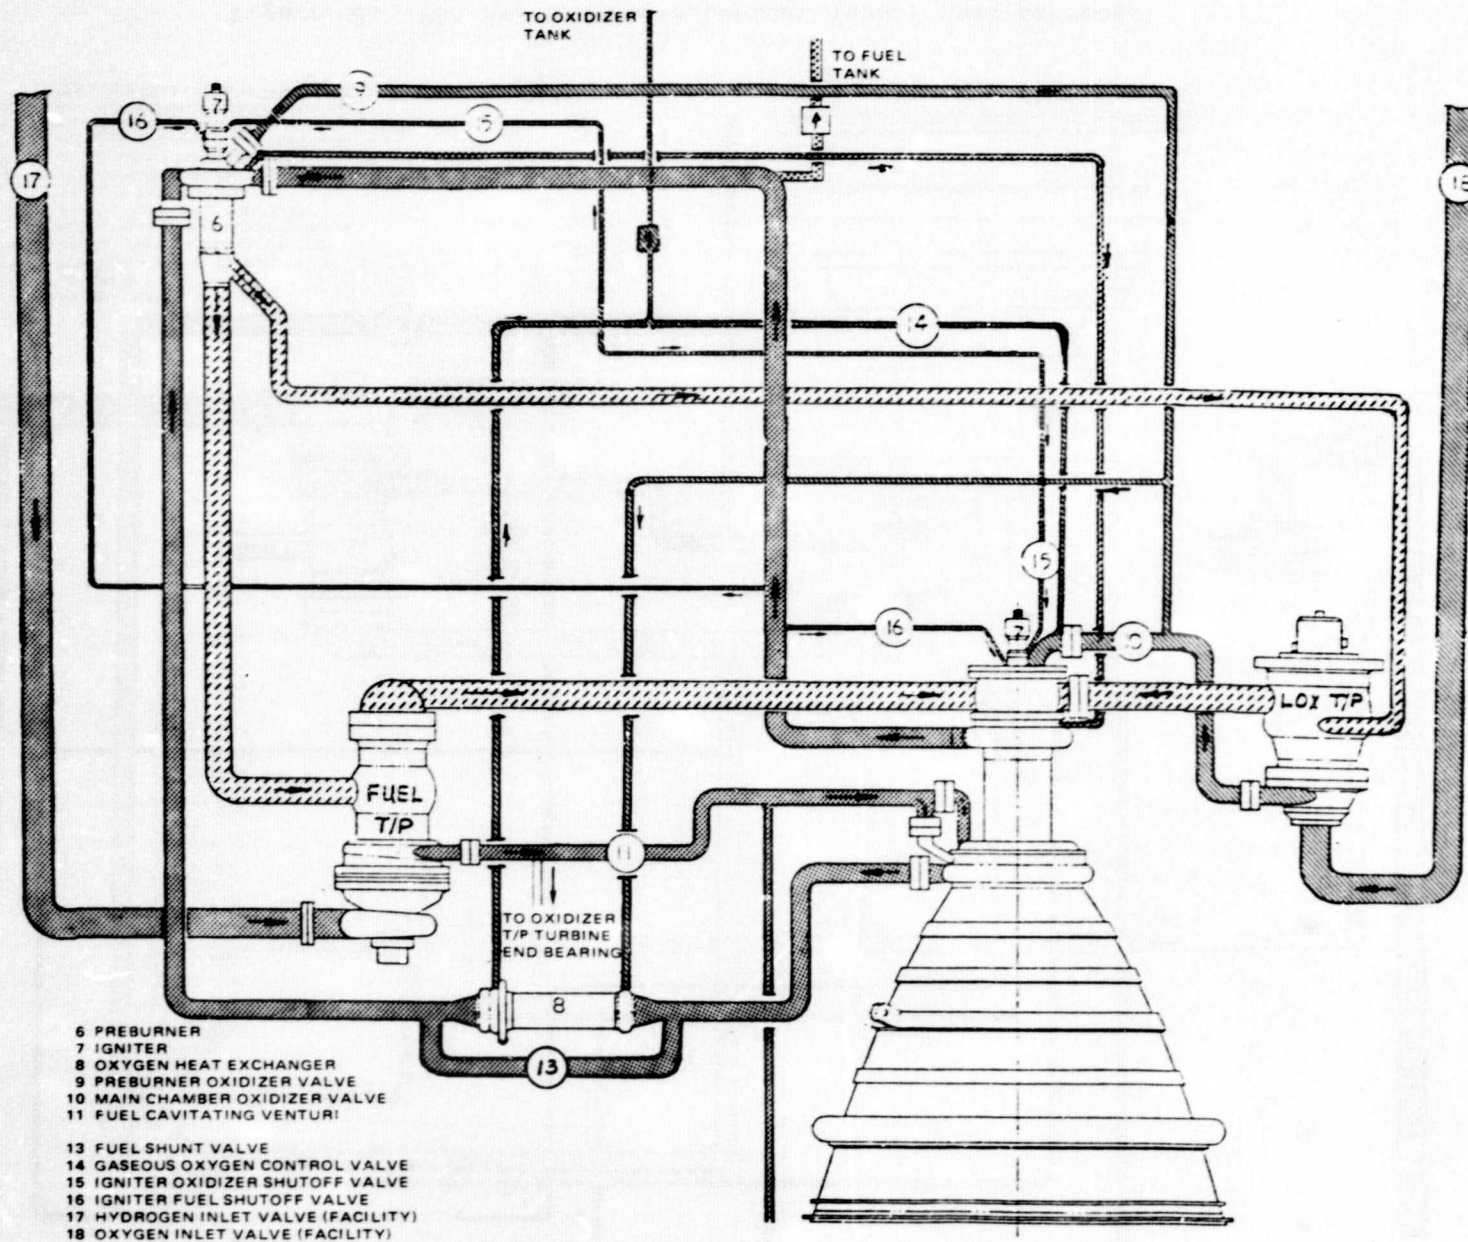 TO OXIDIZER
TANK
TO FUEL
TANK
9
7
16
15
17
18
6
14
15
16
7
10
LOX T/P
FUEL
T/P
11
TO OXIDIZER
T/P TURBINE
END BEARING
8
13
6 PREBURNER
7 IGNITER
8 OXYGEN HEAT EXCHANGER
9 PREBURNER OXIDIZER VALVE
10 MAIN CHAMBER OXIDIZER VALVE
11 FUEL CAVITATING VENTURI
13 FUEL SHUNT VALVE
14 GASEOUS OXYGEN CONTROL VALVE
15 IGNITER OXIDIZER SHUTOFF VALVE
16 IGNITER FUEL SHUTOFF VALVE
17 HYDROGEN INLET VALVE (FACILITY)
18 OXYGEN INLET VALVE (FACILITY)